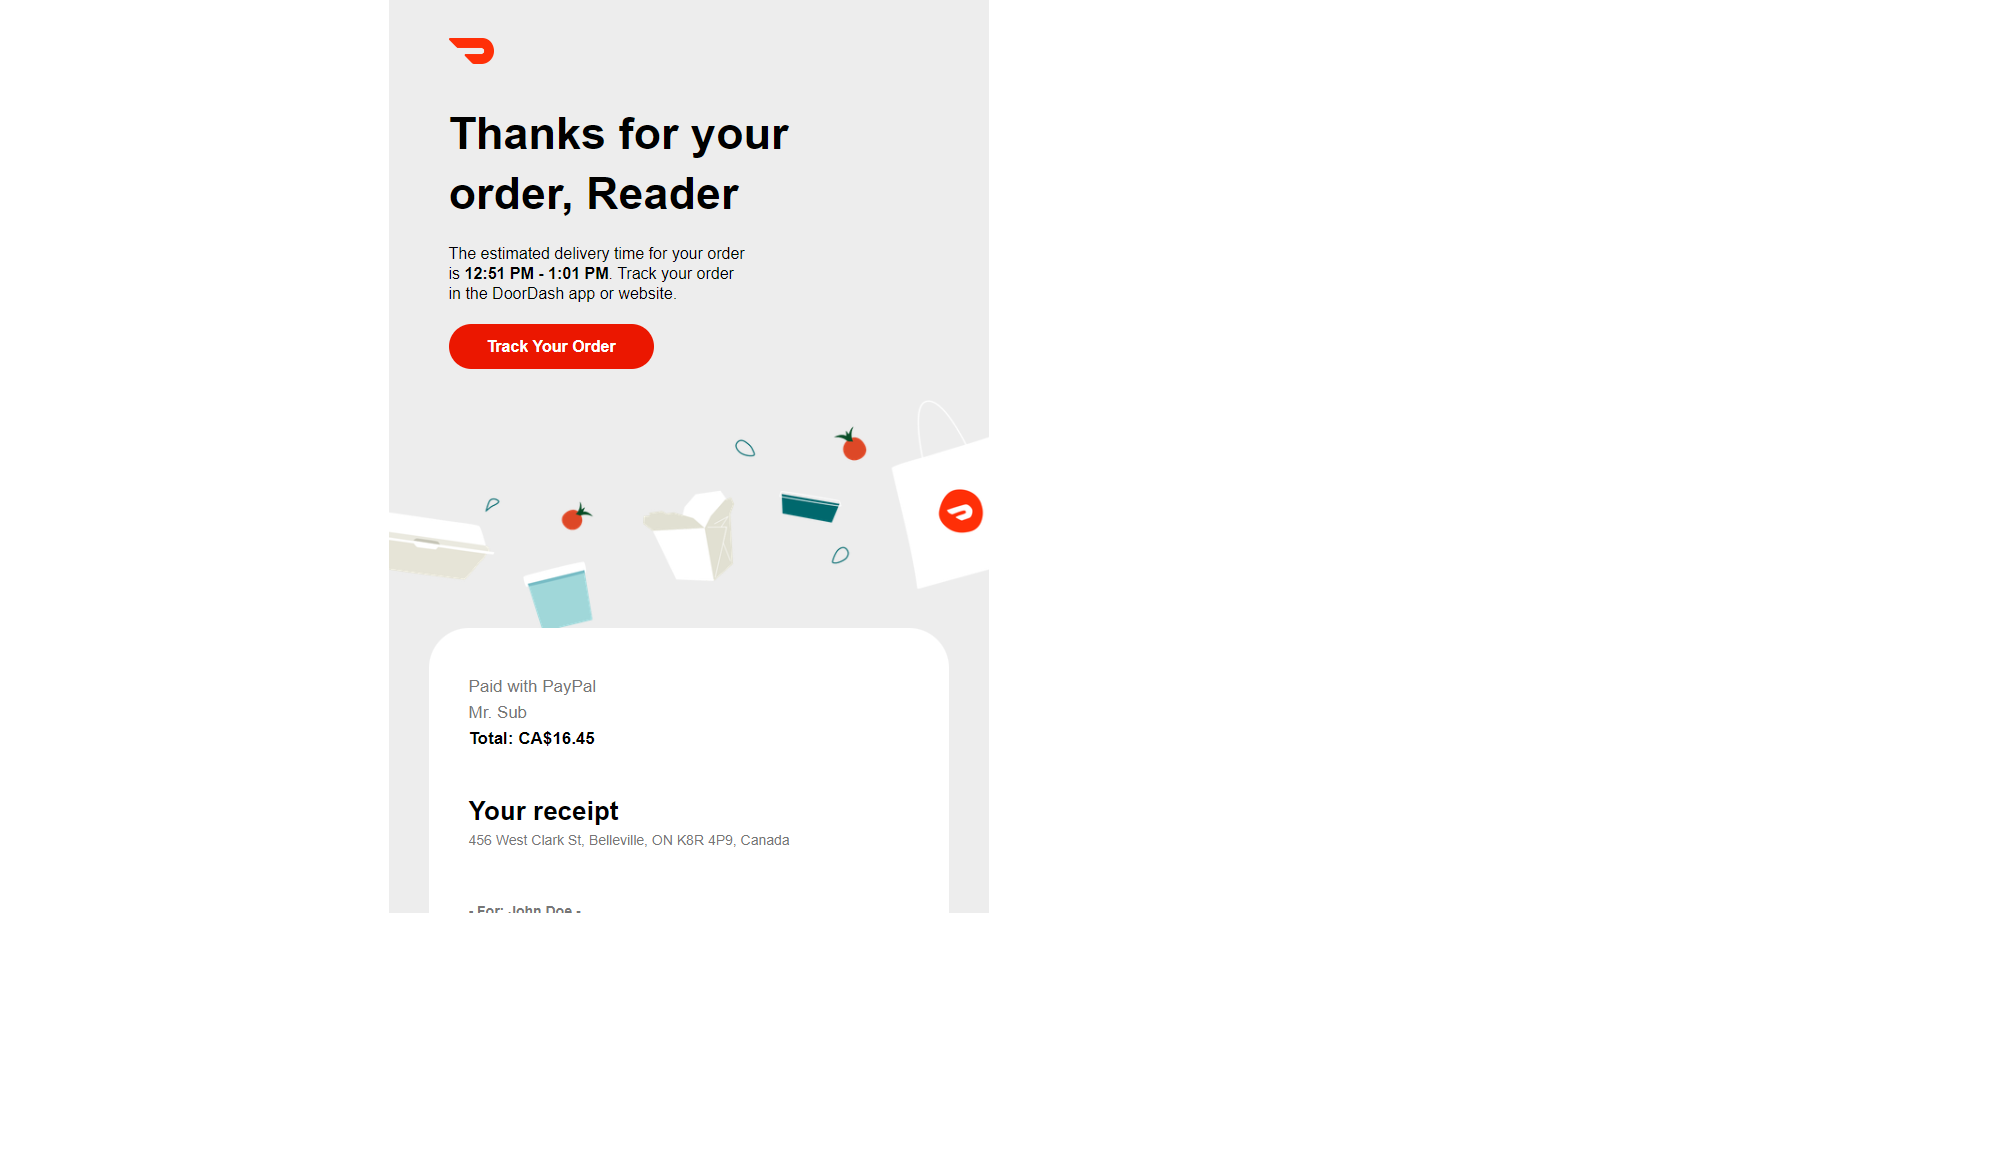 Thanks for your
order, Reader
The estimated delivery time for your order
is 12:51 PM - 1:01 PM. Track your order
in the DoorDash app or website.
Track Your Order
Paid with PayPal
Mr. Sub
Total: CA$16.45
Your receipt
456 West Clark St, Belleville, ON K8R 4P9, Canada
- For: John Doe -